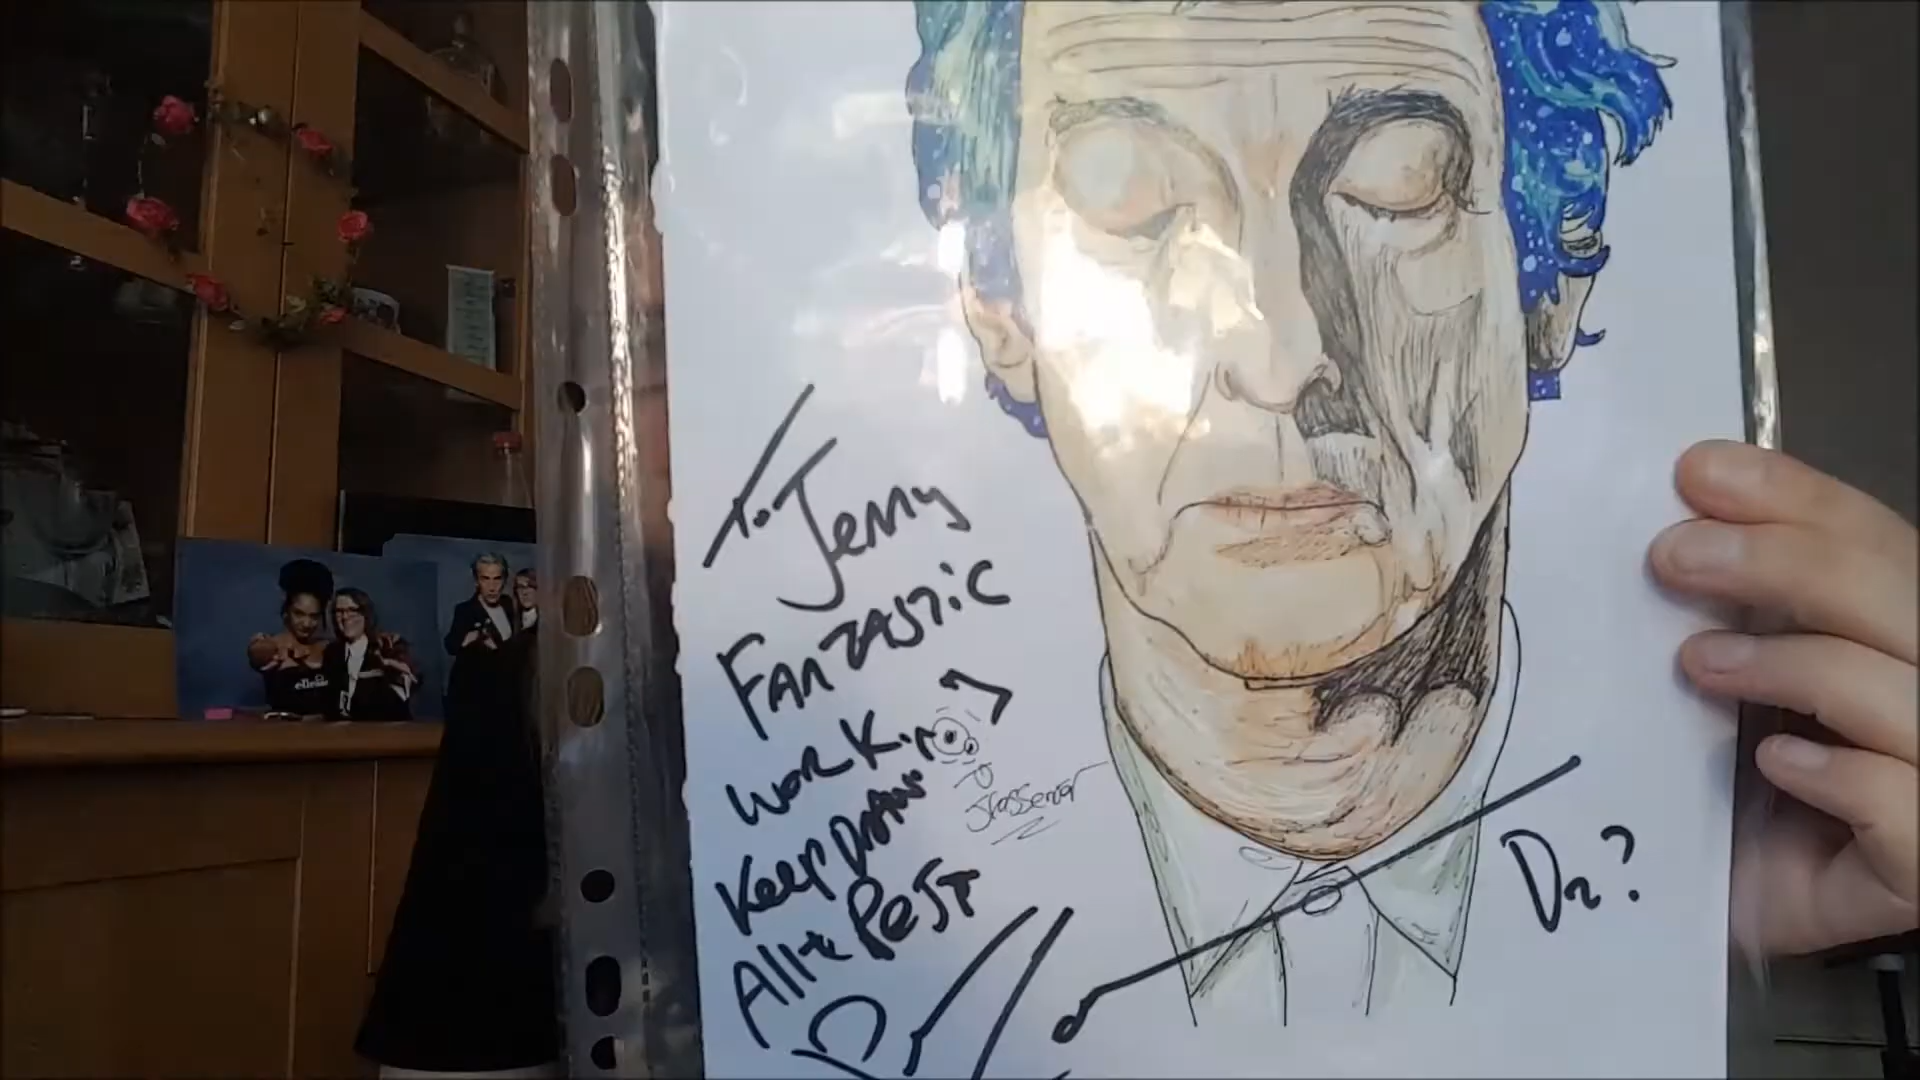 To Jenny
FANTASTIC
WORK.
Keep DRAWing
All the BEST
Dr?